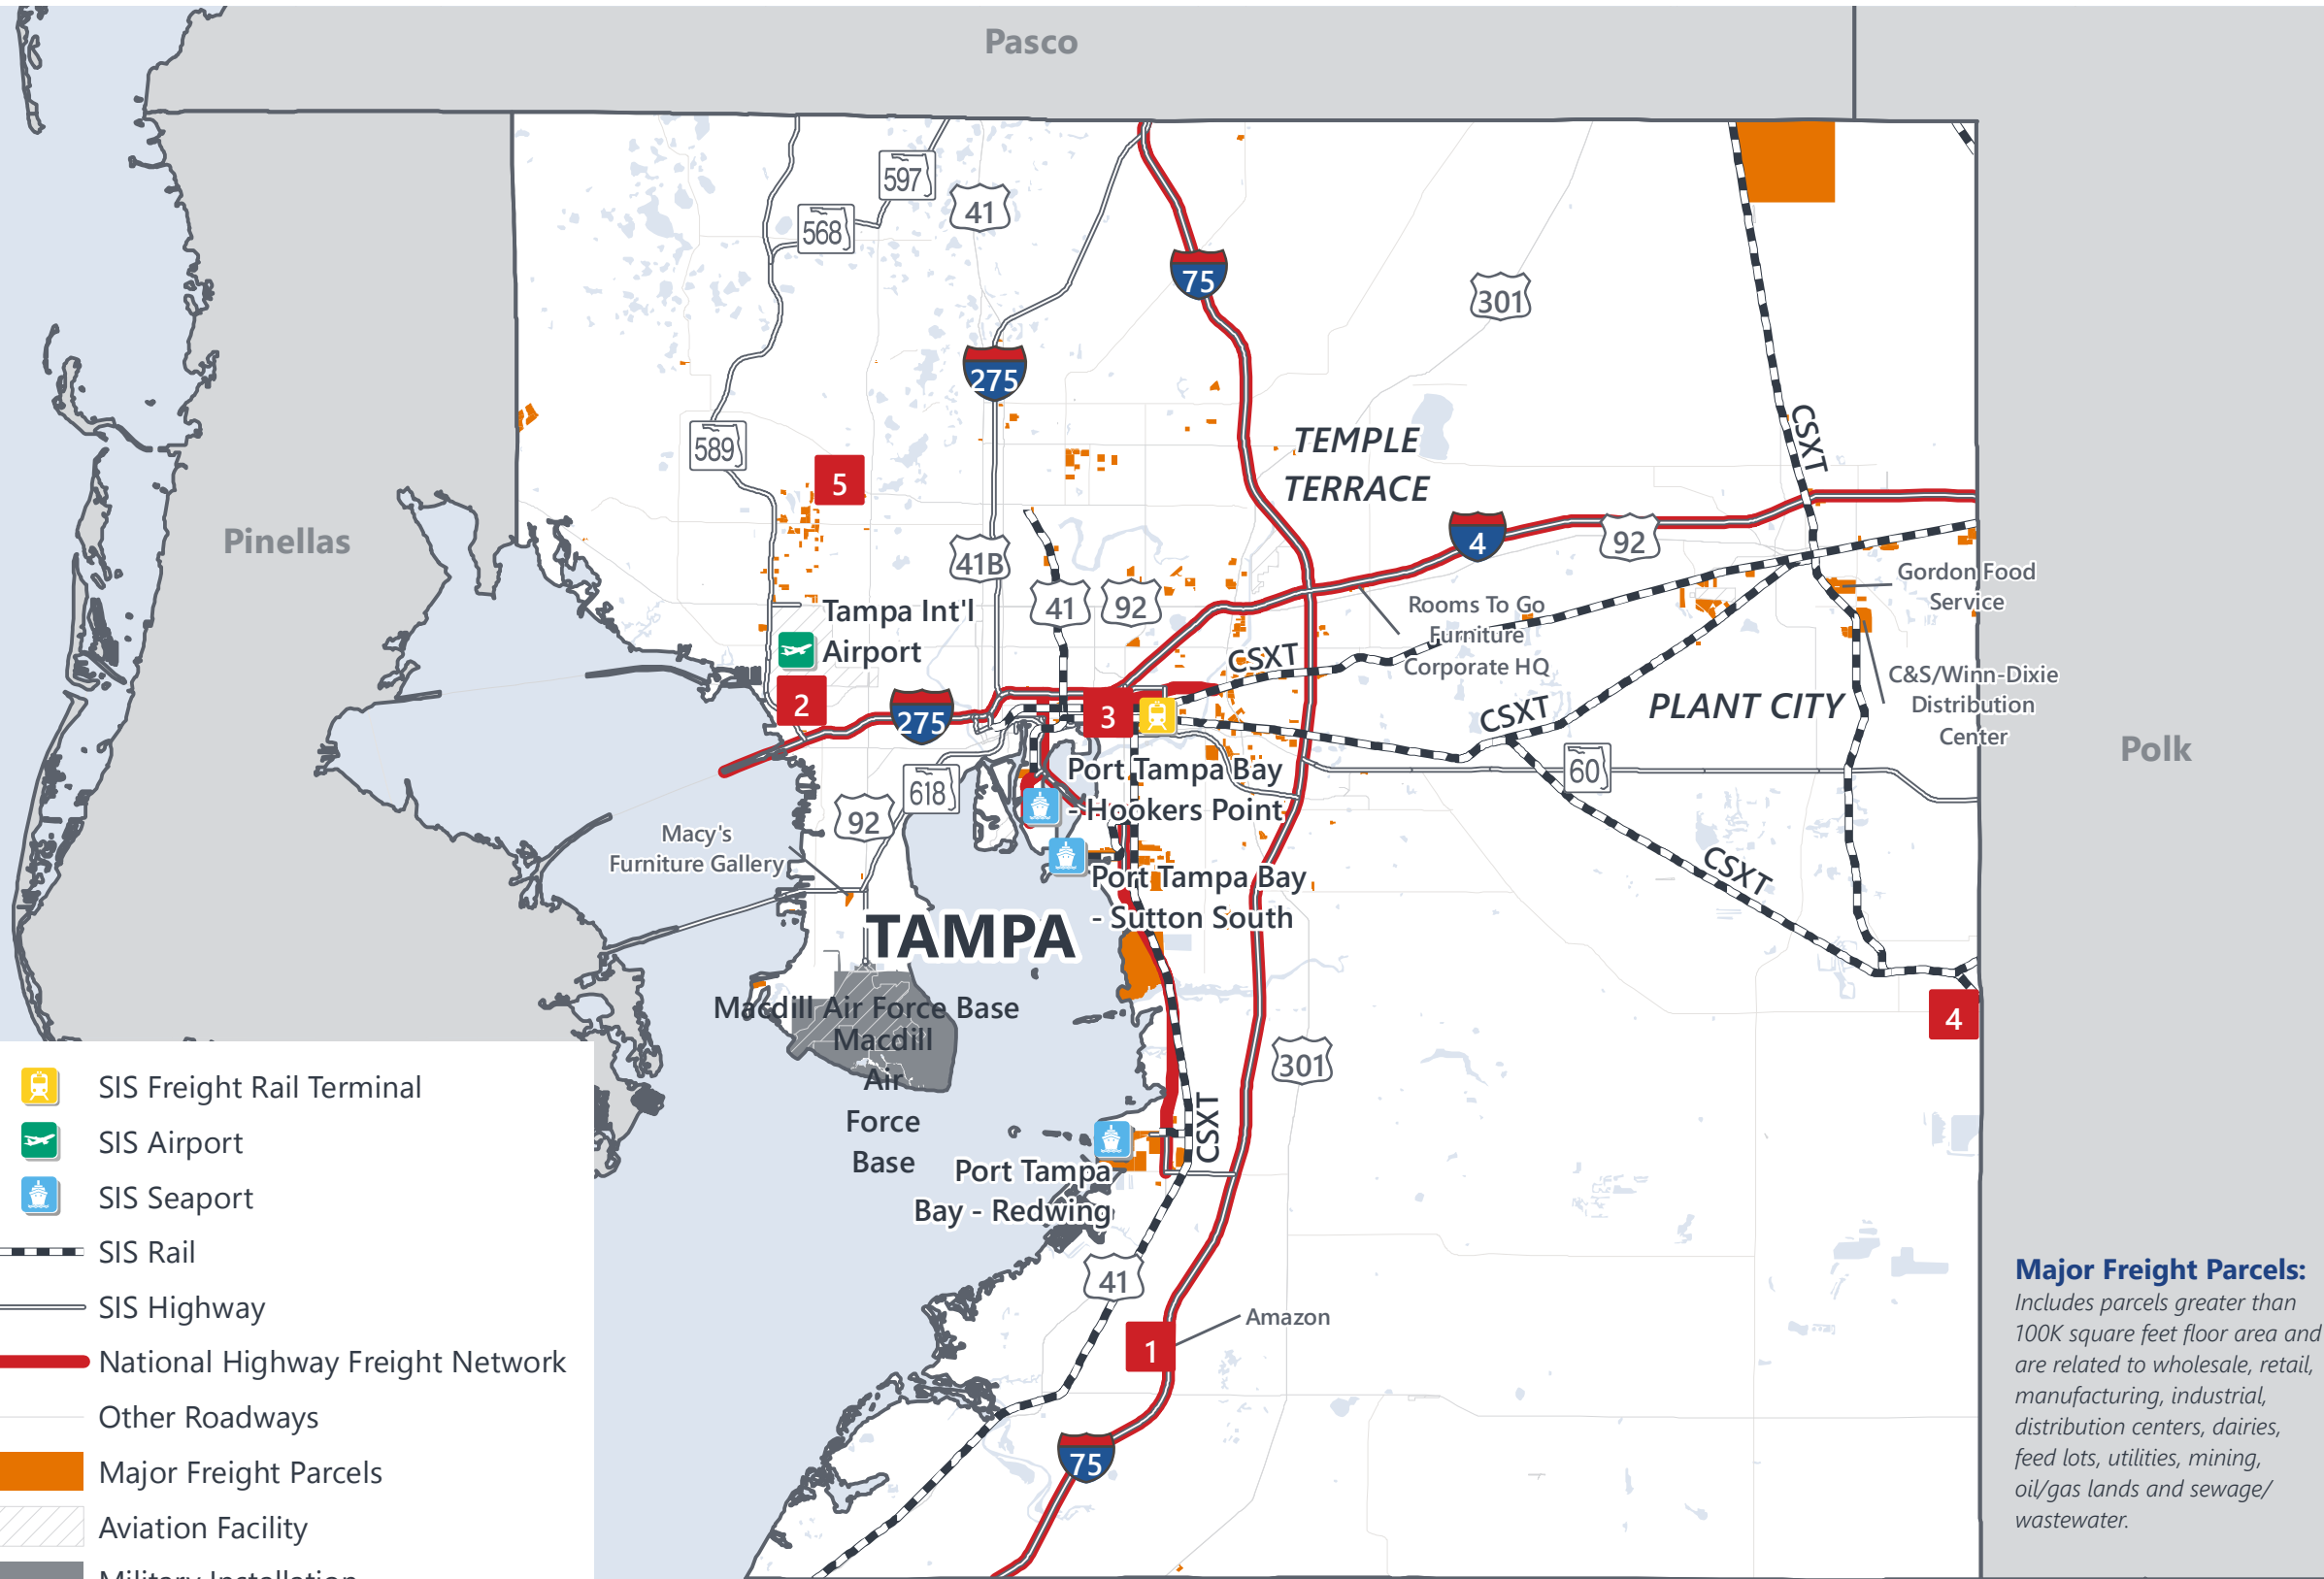 Pasco
597
41
568
75
301
275
CSXT
TEMPLE
TERRACE
589
5
4
92
Pinellas
41B
Gordon Food
Service
41
92
Rooms To Go
Furniture
Corporate HQ
Tampa Int'l
Airport
CSXT
C&S/Winn-Dixie
Distribution
Center
2
275
3
CSXT
PLANT CITY
Polk
60
Port Tampa Bay
- Hookers Point
618
92
Macy's
Furniture Gallery
CSXT
Port Tampa Bay
- Sutton South
TAMPA
Macdill Air Force Base
Macdill
Air
Force
Base
4
301
CSXT
Port Tampa
Bay - Redwing
41
Amazon
1
75
SIS Freight Rail Terminal
SIS Airport
SIS Seaport
SIS Rail
SIS Highway
National Highway Freight Network
Other Roadways
Major Freight Parcels
Aviation Facility
Military Installation
Major Freight Parcels:
Includes parcels greater than
100K square feet floor area and
are related to wholesale, retail,
manufacturing, industrial,
distribution centers, dairies,
feed lots, utilities, mining,
oil/gas lands and sewage/
wastewater.